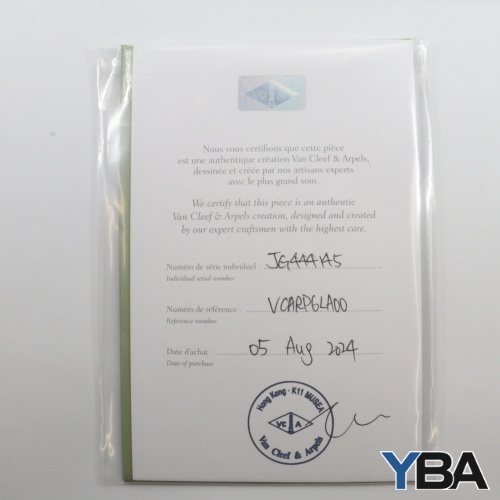 VC A
Nous vous certifions que cette pièce
est une authentique création Van Cleef & Arpels,
dessinée et créée par nos artisans experts
avec le plus grand soin.
We certify that this piece is an authentic
Van Cleef & Arpels creation, designed and created
by our expert craftsmen with the highest care.
Numéro de série individuel : JG444145
Individual serial number
Numéro de référence : VCARPGLA00
Reference number
Date d'achat : 05 Aug 2024
Date of purchase
Hong Kong - K11 MUSEA
VC A
Van Cleef & Arpels
YBA